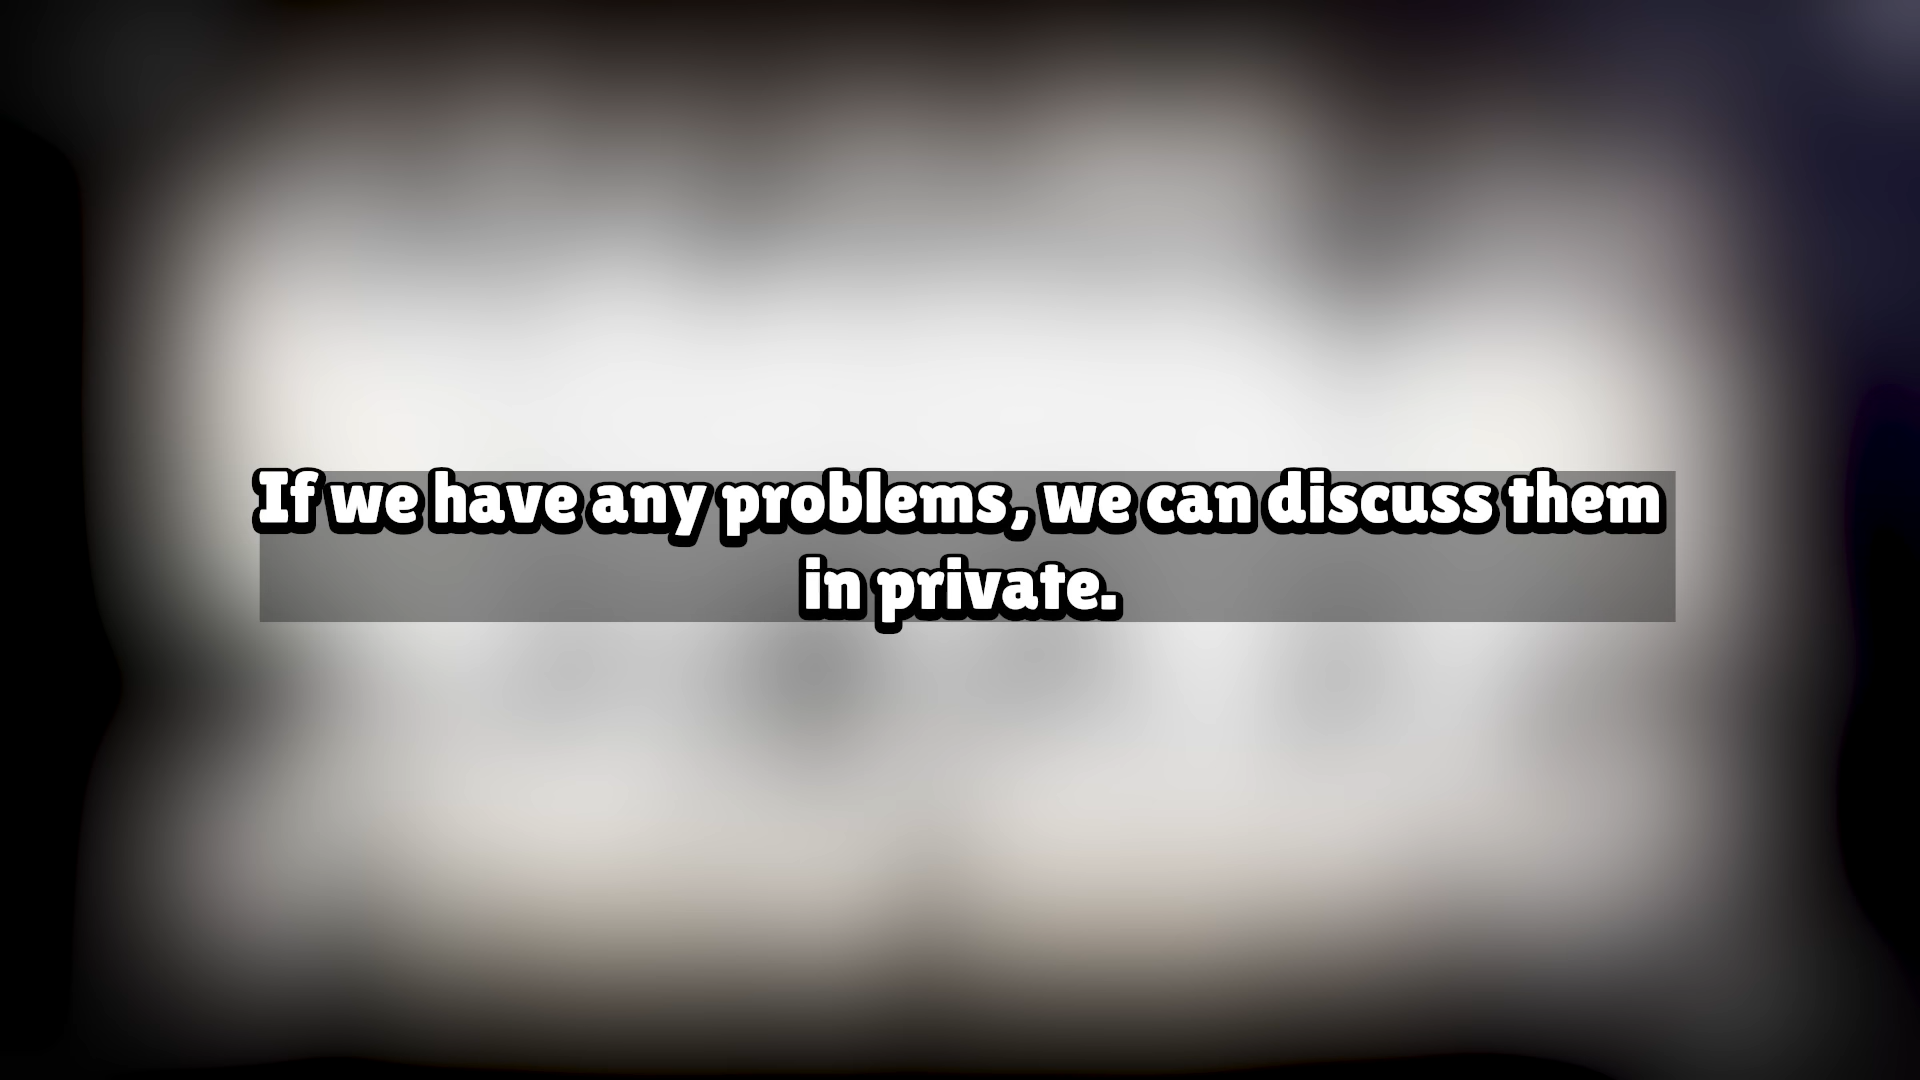 If we have any problems, we can discuss them
in private.